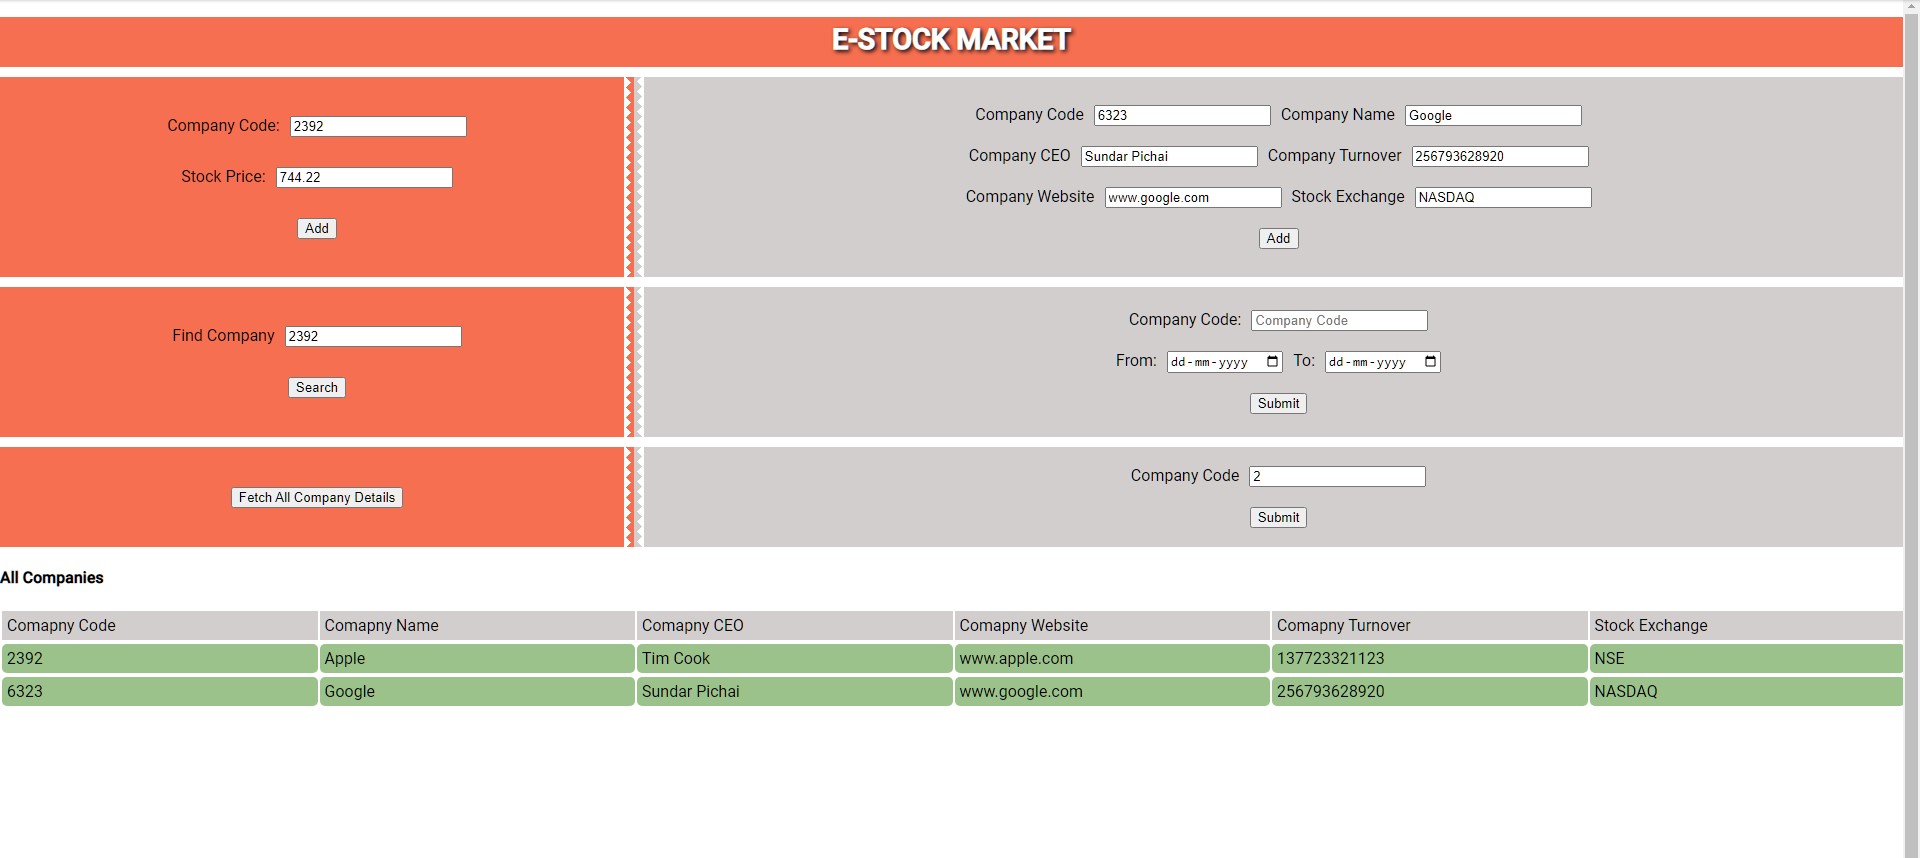 E-STOCK MARKET
Company Code: 2392
Stock Price: 744.22
Add
Company Code 6323 Company Name Google
Company CEO Sundar Pichai Company Turnover 256793628920
Company Website www.google.com Stock Exchange NASDAQ
Add
Find Company 2392
Search
Company Code: Company Code
From: dd-mm-yyyy To: dd-mm-yyyy
Submit
Fetch All Company Details
Company Code 2
Submit
All Companies
Comapny Code Comapny Name Comapny CEO Comapny Website Comapny Turnover Stock Exchange
2392 Apple Tim Cook www.apple.com 137723321123 NSE
6323 Google Sundar Pichai www.google.com 256793628920 NASDAQ